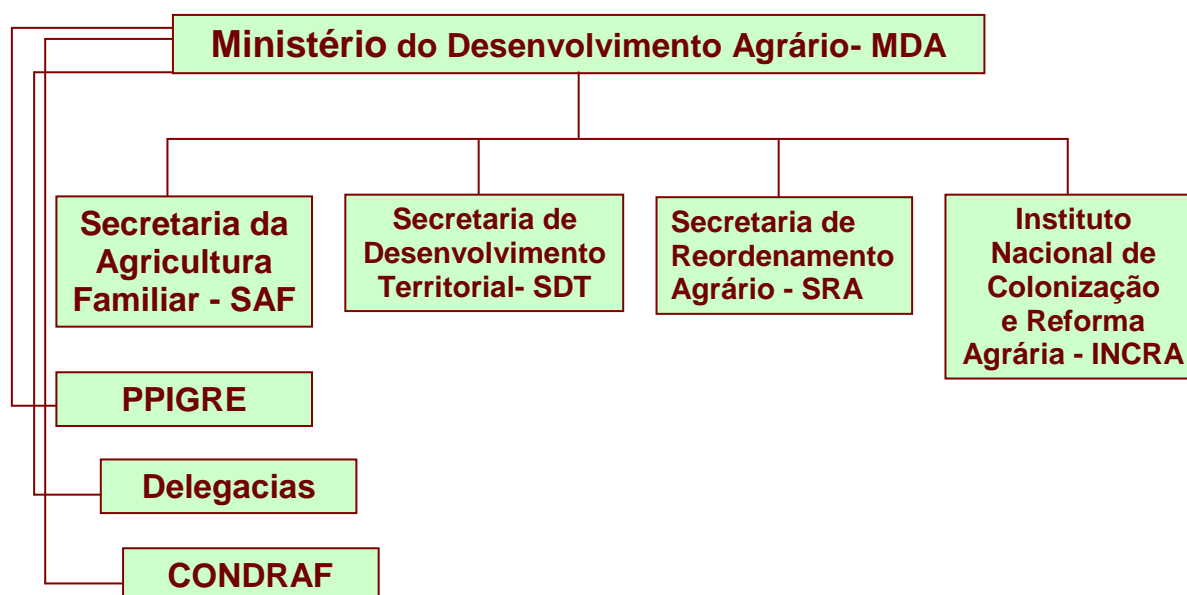 Ministério do Desenvolvimento Agrário- MDA
Secretaria da
Agricultura
Familiar - SAF
Secretaria de
Desenvolvimento
Territorial- SDT
Secretaria de
Reordenamento
Agrário - SRA
Instituto
Nacional de
Colonização
e Reforma
Agrária - INCRA
PPIGRE
Delegacias
CONDRAF